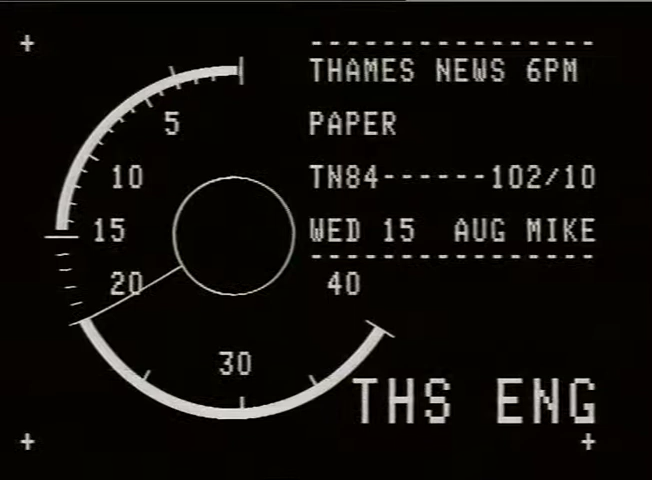 THAMES NEWS 6PM
PAPER
TN84------102/10
WED 15 AUG MIKE
5
10
15
20
30
40
THS ENG